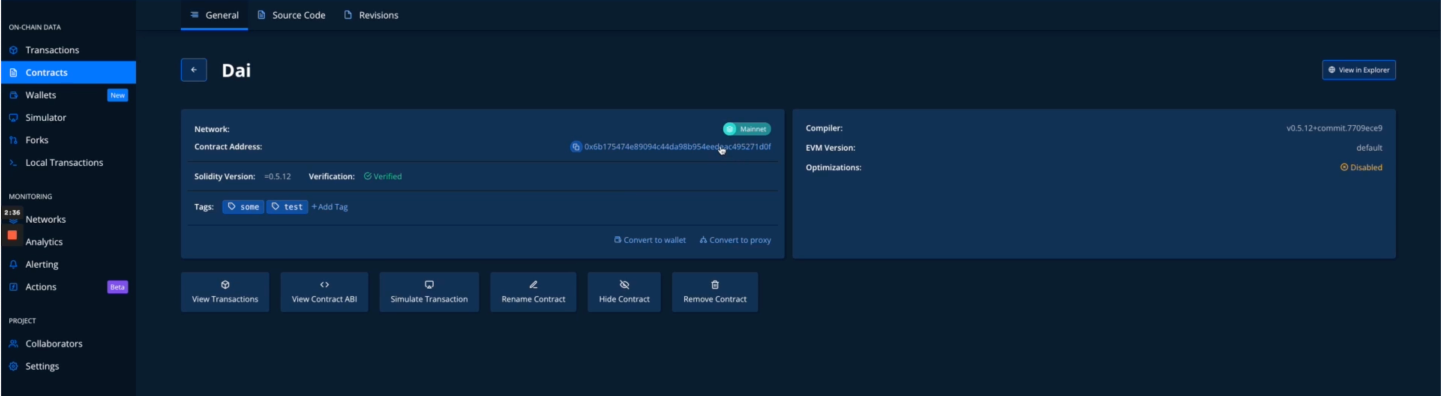 General Source Code Revisions
ON-CHAIN DATA
Transactions
Contracts
Wallets New
Simulator
Forks
Local Transactions
MONITORING
2:36
Networks
Analytics
Alerting
Actions Beta
PROJECT
Collaborators
Settings
Dai
View in Explorer
Network: Mainnet
Contract Address:
Solidity Version: =0.5.12 Verification: Verified
Tags: some test +Add Tag
Convert to wallet Convert to proxy
Compiler: v0.5.12+commit.7709ece9
EVM Version: default
Optimizations: Disabled
View Transactions
View Contract ABI
Simulate Transaction
Rename Contract
Hide Contract
Remove Contract